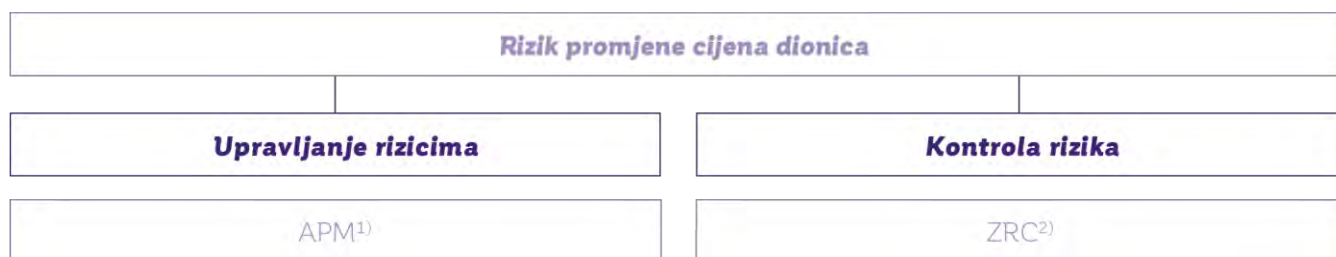 Rizik promjene cijena dionica
Upravljanje rizicima
Kontrola rizika
APM¹⁾
ZRC²⁾